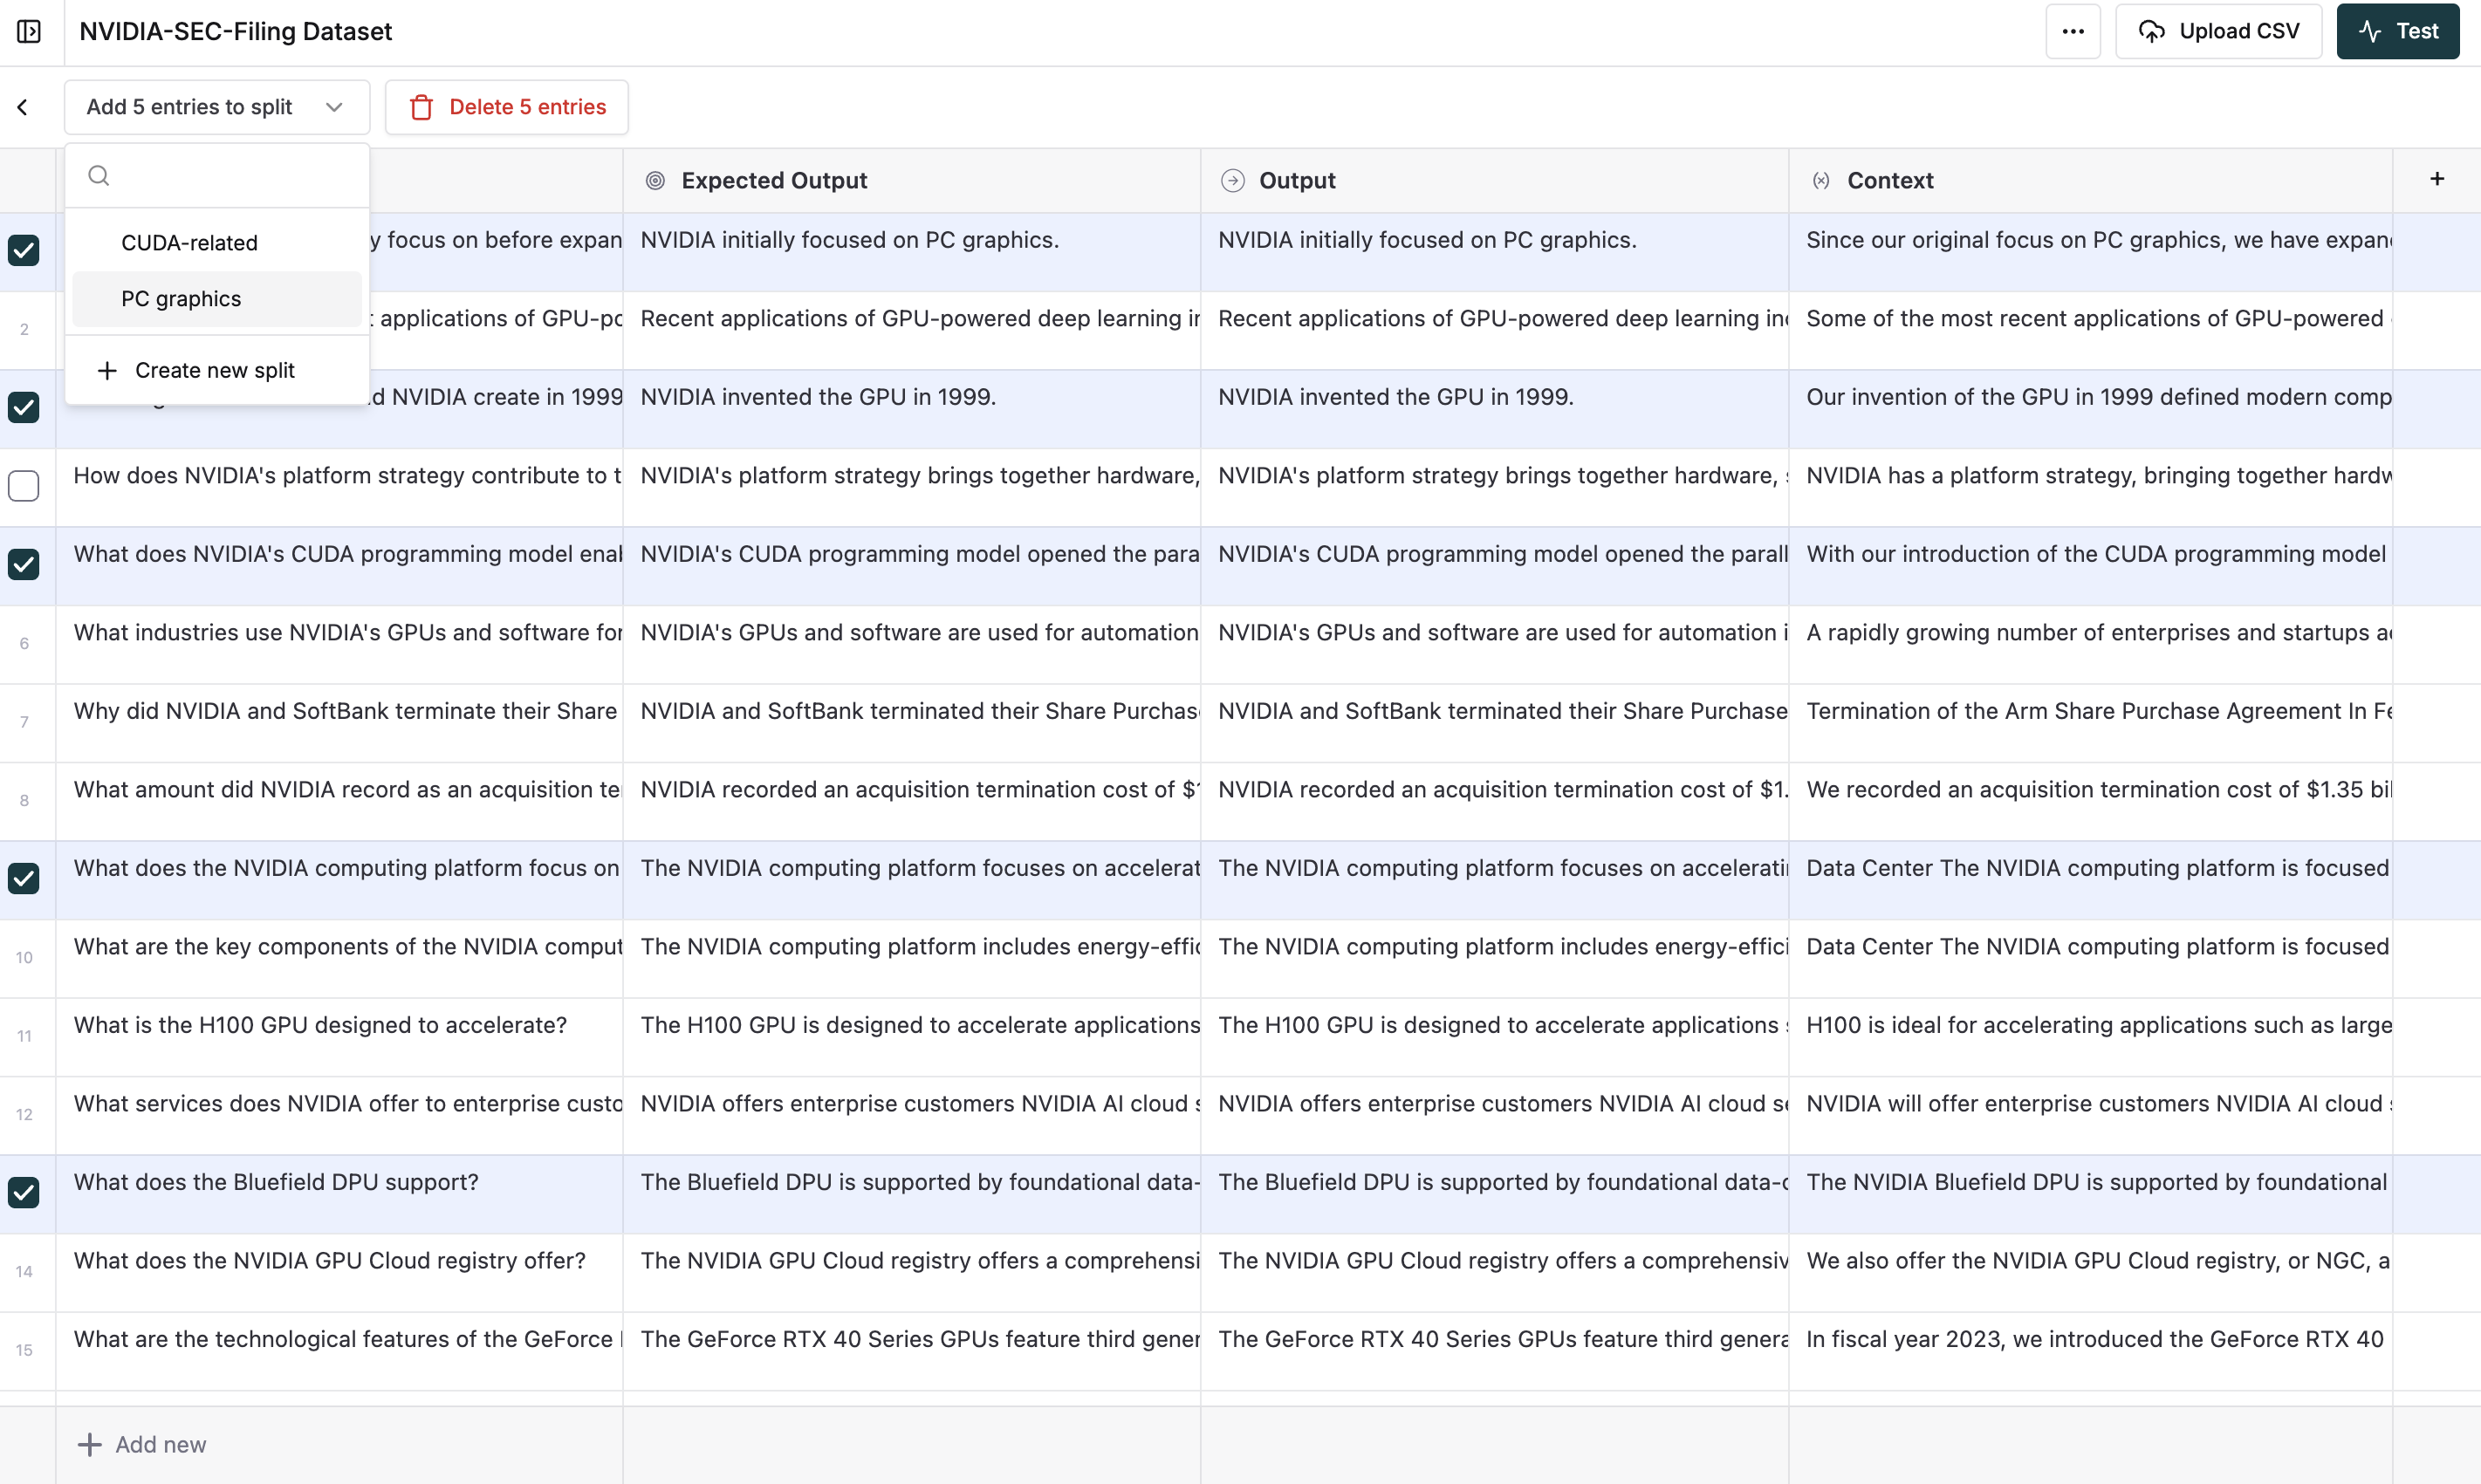 NVIDIA-SEC-Filing Dataset
Upload CSV
Test
Add 5 entries to split
Delete 5 entries
Expected Output
Output
Context
+
CUDA-related
PC graphics
Create new split
focus on before expan
NVIDIA initially focused on PC graphics.
NVIDIA initially focused on PC graphics.
Since our original focus on PC graphics, we have expan
2
applications of GPU-po
Recent applications of GPU-powered deep learning in
Recent applications of GPU-powered deep learning in
Some of the most recent applications of GPU-powered
NVIDIA create in 1999
NVIDIA invented the GPU in 1999.
NVIDIA invented the GPU in 1999.
Our invention of the GPU in 1999 defined modern comp
How does NVIDIA's platform strategy contribute to t
NVIDIA's platform strategy brings together hardware,
NVIDIA's platform strategy brings together hardware,
NVIDIA has a platform strategy, bringing together hardw
What does NVIDIA's CUDA programming model enab
NVIDIA's CUDA programming model opened the para
NVIDIA's CUDA programming model opened the parall
With our introduction of the CUDA programming model
6
What industries use NVIDIA's GPUs and software for
NVIDIA's GPUs and software are used for automation
NVIDIA's GPUs and software are used for automation i
A rapidly growing number of enterprises and startups a
7
Why did NVIDIA and SoftBank terminate their Share
NVIDIA and SoftBank terminated their Share Purchas
NVIDIA and SoftBank terminated their Share Purchase
Termination of the Arm Share Purchase Agreement In Fe
8
What amount did NVIDIA record as an acquisition te
NVIDIA recorded an acquisition termination cost of $1
NVIDIA recorded an acquisition termination cost of $1.
We recorded an acquisition termination cost of $1.35 bil
What does the NVIDIA computing platform focus on
The NVIDIA computing platform focuses on accelerat
The NVIDIA computing platform focuses on acceleratin
Data Center The NVIDIA computing platform is focused
10
What are the key components of the NVIDIA comput
The NVIDIA computing platform includes energy-effic
The NVIDIA computing platform includes energy-effici
Data Center The NVIDIA computing platform is focused
11
What is the H100 GPU designed to accelerate?
The H100 GPU is designed to accelerate applications
The H100 GPU is designed to accelerate applications
H100 is ideal for accelerating applications such as large
12
What services does NVIDIA offer to enterprise custo
NVIDIA offers enterprise customers NVIDIA AI cloud s
NVIDIA offers enterprise customers NVIDIA AI cloud se
NVIDIA will offer enterprise customers NVIDIA AI cloud
What does the Bluefield DPU support?
The Bluefield DPU is supported by foundational data-
The Bluefield DPU is supported by foundational data-c
The NVIDIA Bluefield DPU is supported by foundational
14
What does the NVIDIA GPU Cloud registry offer?
The NVIDIA GPU Cloud registry offers a comprehensi
The NVIDIA GPU Cloud registry offers a comprehensiv
We also offer the NVIDIA GPU Cloud registry, or NGC, a
15
What are the technological features of the GeForce
The GeForce RTX 40 Series GPUs feature third gener
The GeForce RTX 40 Series GPUs feature third genera
In fiscal year 2023, we introduced the GeForce RTX 40
Add new